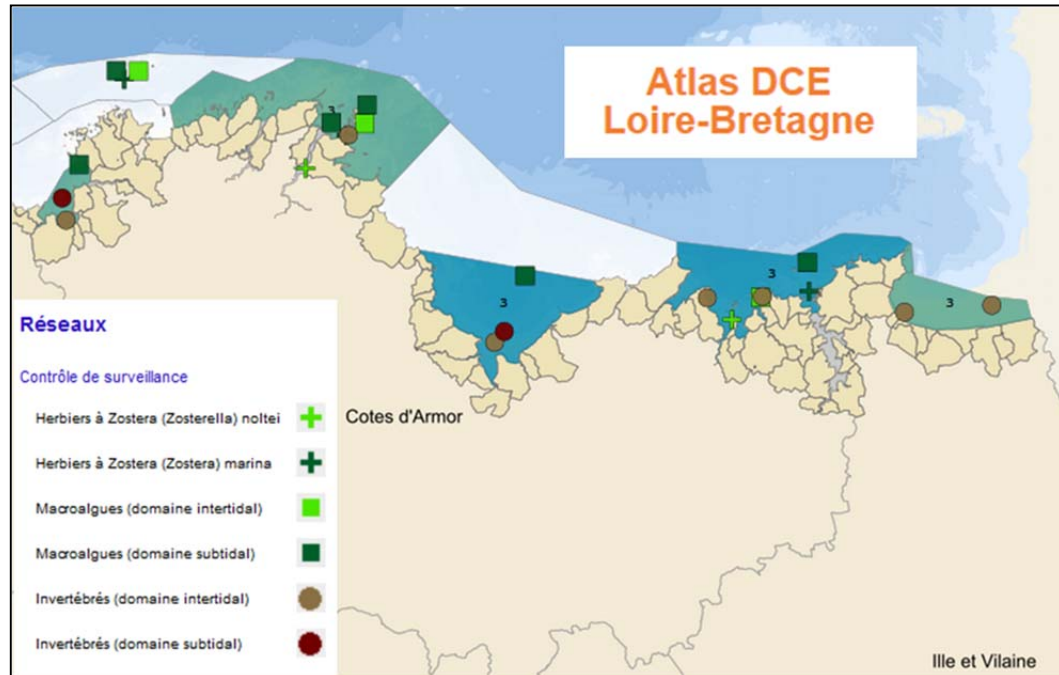 Atlas DCE
Loire-Bretagne
3
3
3
3
Réseaux
Contrôle de surveillance
Herbiers à Zostera (Zosterella) noltei
Cotes d'Armor
Herbiers à Zostera (Zostera) marina
Macroalgues (domaine intertidal)
Macroalgues (domaine subtidal)
Invertébrés (domaine intertidal)
Invertébrés (domaine subtidal)
Ille et Vilaine